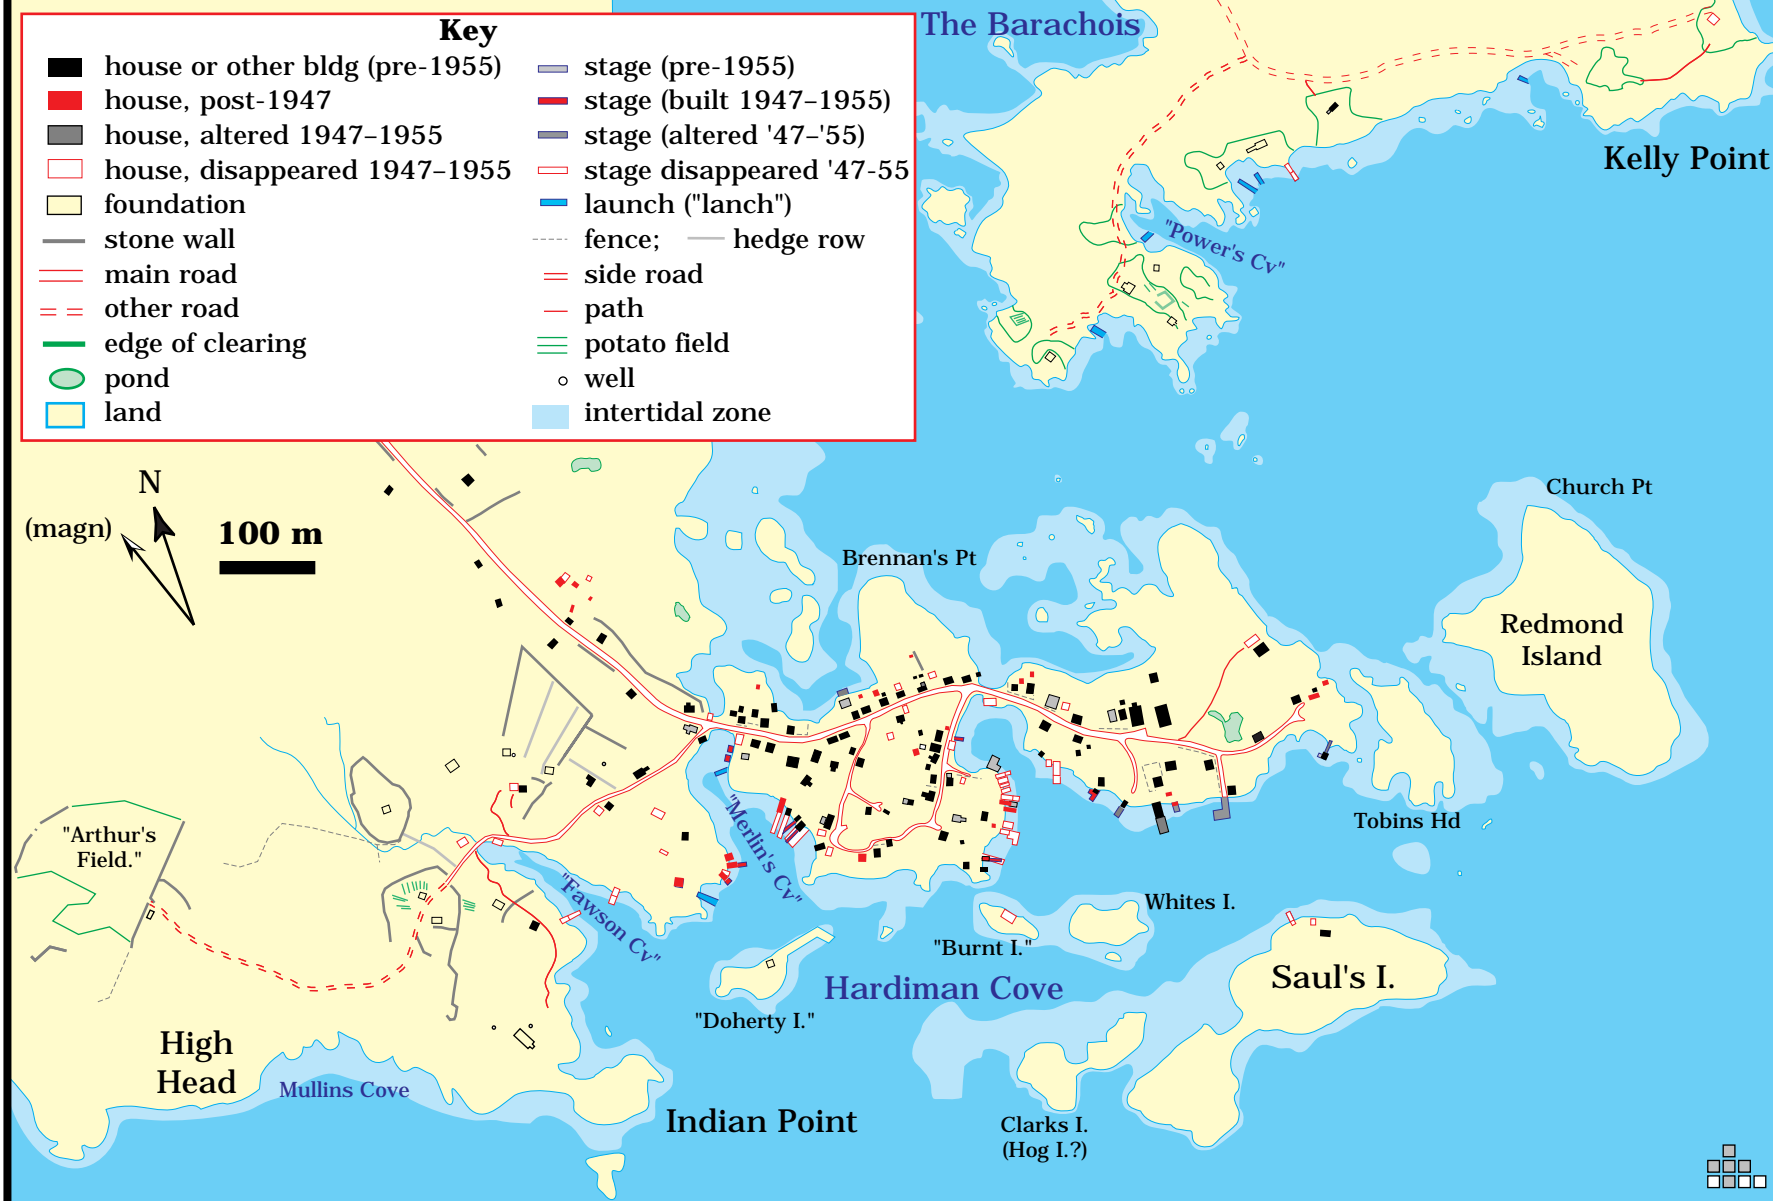 The Barachois
Key
house or other bldg (pre-1955)
stage (pre-1955)
house, post-1947
stage (built 1947–1955)
house, altered 1947–1955
stage (altered '47–'55)
house, disappeared 1947–1955
stage disappeared '47-55
foundation
launch ("lanch")
stone wall
fence;
hedge row
main road
side road
other road
path
edge of clearing
potato field
pond
well
land
intertidal zone
Kelly Point
"Power's Cv"
N
(magn)
100 m
Church Pt
Brennan's Pt
Redmond
Island
"Arthur's
Field."
"Merlin's Cv"
Tobins Hd
"Fawson Cv"
Whites I.
"Burnt I."
Saul's I.
Hardiman Cove
"Doherty I."
High
Head
Mullins Cove
Indian Point
Clarks I.
(Hog I.?)